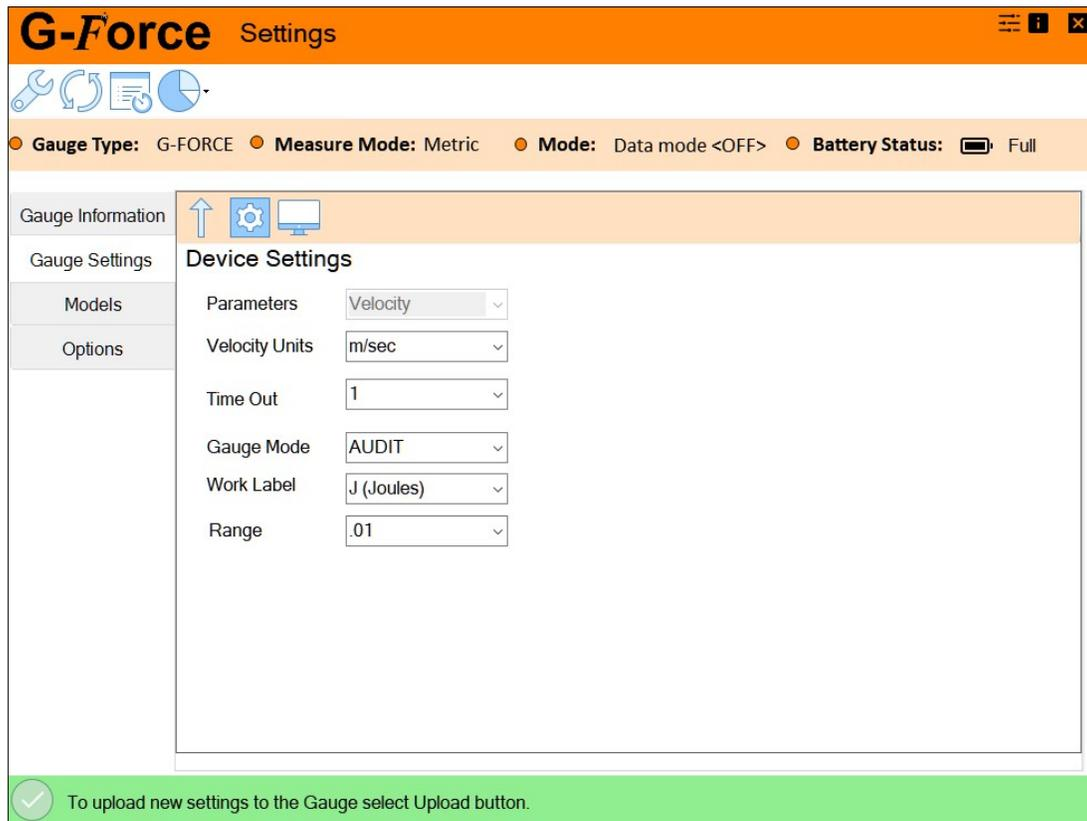 G-Force Settings
Gauge Type: G-FORCE Measure Mode: Metric Mode: Data mode <OFF> Battery Status: Full
Gauge Information
Gauge Settings
Models
Options
Device Settings
Parameters Velocity
Velocity Units m/sec
Time Out 1
Gauge Mode AUDIT
Work Label J (Joules)
Range .01
To upload new settings to the Gauge select Upload button.